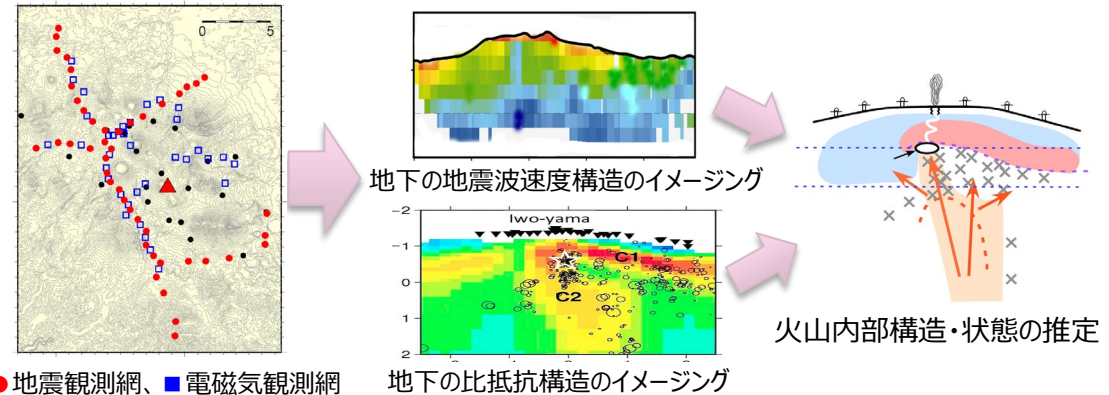 0 5
地下の地震波速度構造のイメージング
-2
Iwo-yama
-1
C1
0
C2
1
2
地下の比抵抗構造のイメージング
火山内部構造・状態の推定
●地震観測網、■電磁気観測網